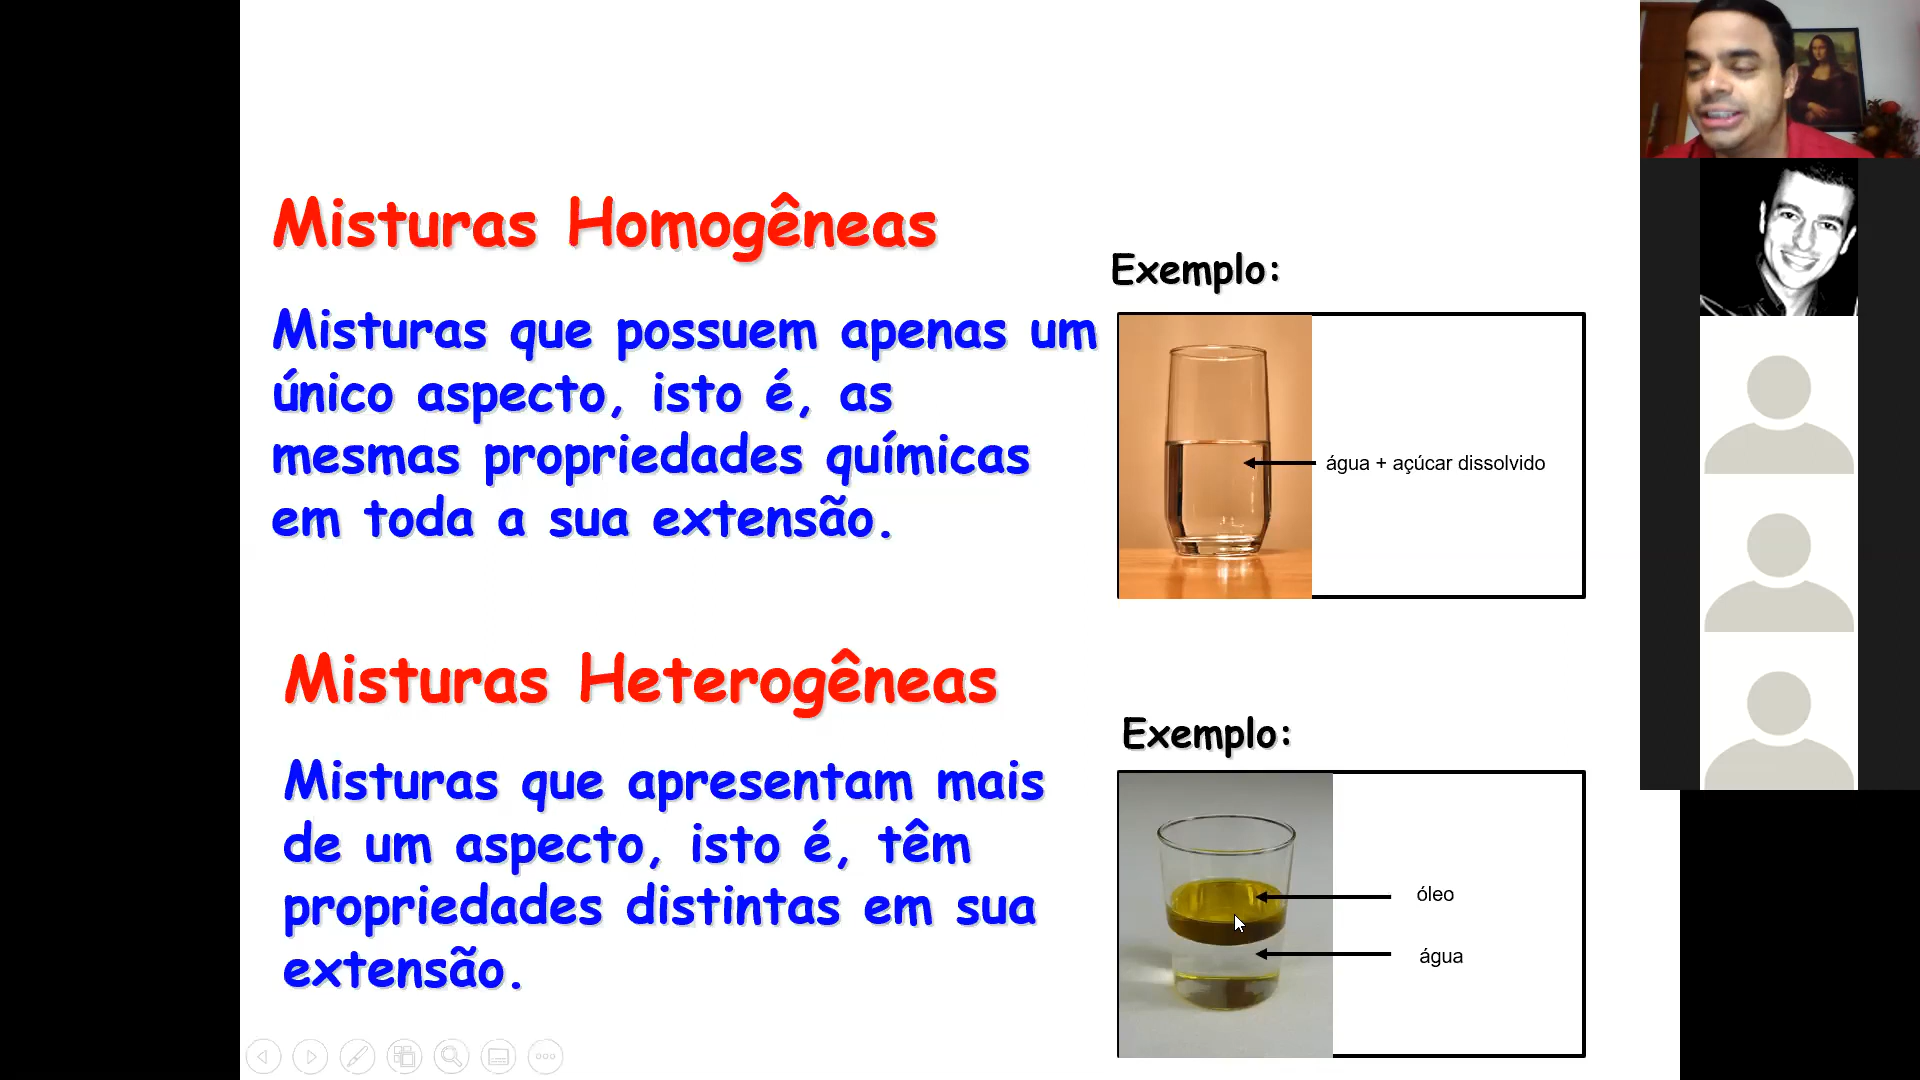 Misturas Homogêneas
Misturas que possuem apenas um
único aspecto, isto é, as
mesmas propriedades químicas
em toda a sua extensão.
Exemplo:
água + açúcar dissolvido
Misturas Heterogêneas
Misturas que apresentam mais
de um aspecto, isto é, têm
propriedades distintas em sua
extensão.
Exemplo:
óleo
água